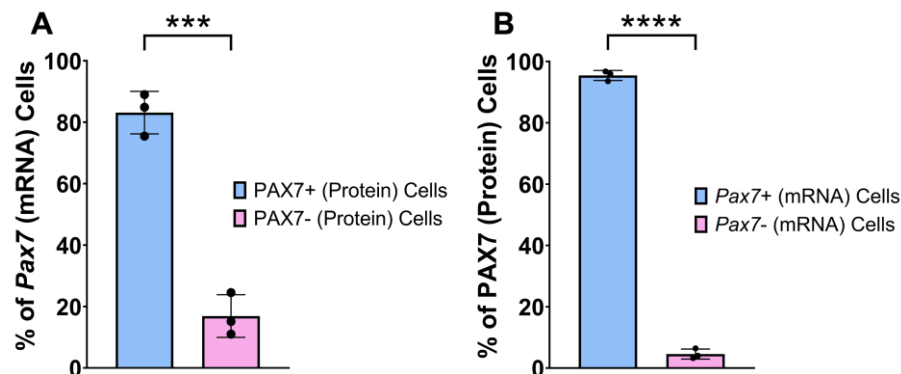 A
***
% of Pax7 (mRNA) Cells
100
80
60
40
20
0
PAX7+ (Protein) Cells
PAX7- (Protein) Cells
B
****
% of PAX7 (Protein) Cells
100
80
60
40
20
0
Pax7+ (mRNA) Cells
Pax7- (mRNA) Cells